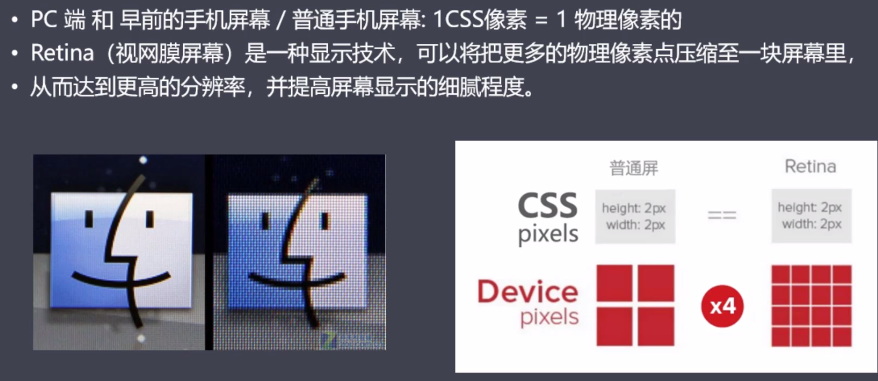 • PC 端 和 早前的手机屏幕 / 普通手机屏幕: 1CSS像素 = 1 物理像素的
• Retina（视网膜屏幕）是一种显示技术，可以将把更多的物理像素点压缩至一块屏幕里，
• 从而达到更高的分辨率，并提高屏幕显示的细腻程度。
普通屏 Retina
CSS
pixels
height: 2px
width: 2px
==
height: 2px
width: 2px
Device
pixels
x4